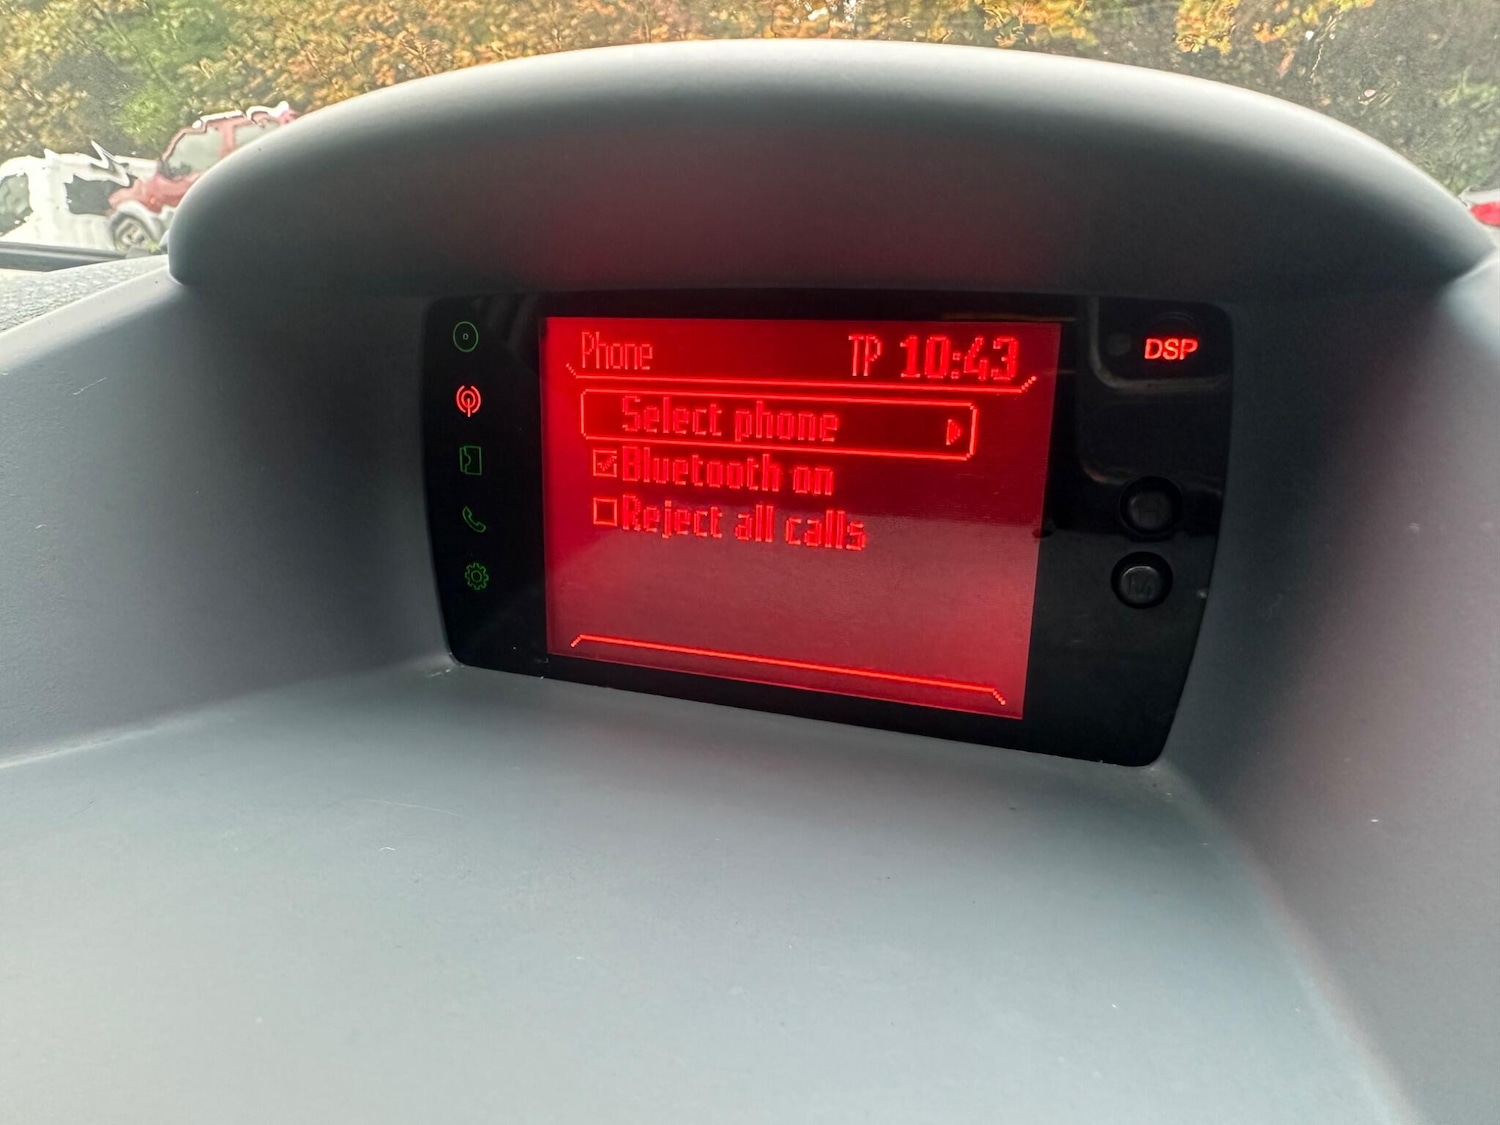 Phone TP 10:43
DSP
Select phone
Bluetooth on
Reject all calls